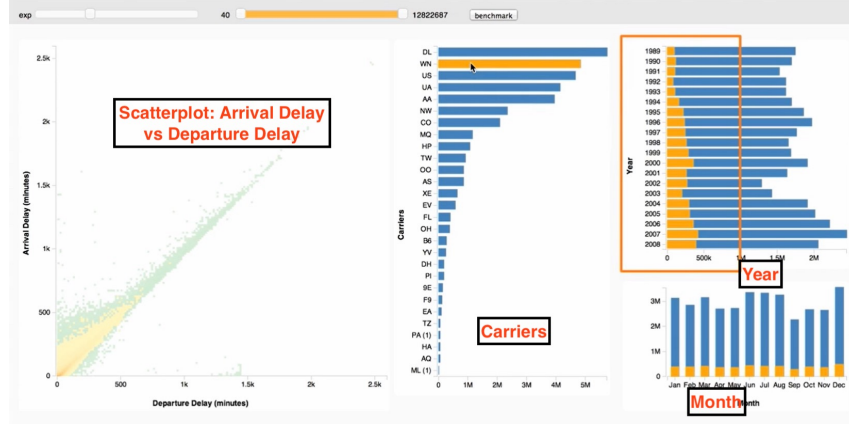 exp
40
12822687
benchmark
2.5k
2k
1.5k
1k
500
0
Arrival Delay (minutes)
Scatterplot: Arrival Delay
vs Departure Delay
0
500
1k
1.5k
2k
2.5k
Departure Delay (minutes)
Carriers
DL
WN
US
UA
AA
NW
CO
MQ
HP
TW
OO
AS
XE
EV
FL
OH
B6
YV
DH
PI
9E
F9
EA
TZ
PA (1)
HA
AQ
ML (1)
Carriers
0
1M
2M
3M
4M
5M
Year
1989
1990
1991
1992
1993
1994
1995
1996
1997
1998
1999
2000
2001
2002
2003
2004
2005
2006
2007
2008
0
500k
1M
1.5M
2M
Year
3M
2M
1M
0
Jan Feb Mar Apr May Jun Jul Aug Sep Oct Nov Dec
Month